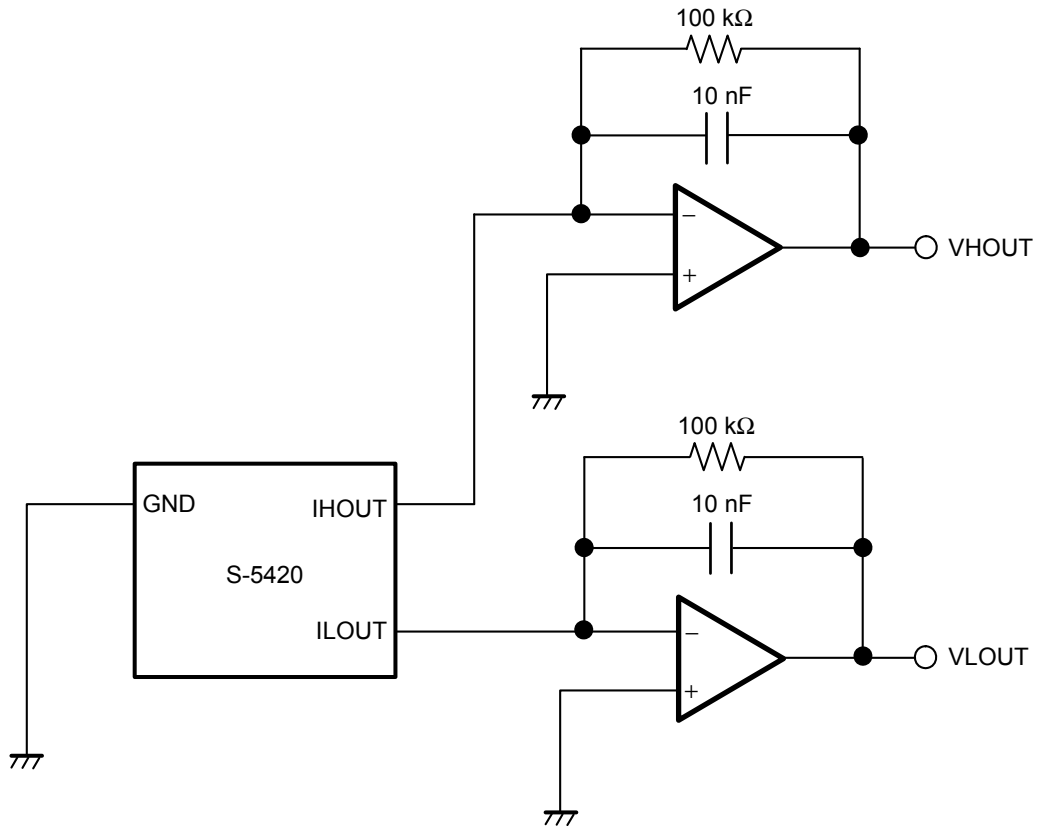 100 kΩ
10 nF
−
+
VHOUT
100 kΩ
10 nF
GND
IHOUT
S-5420
ILOUT
−
+
VLOUT